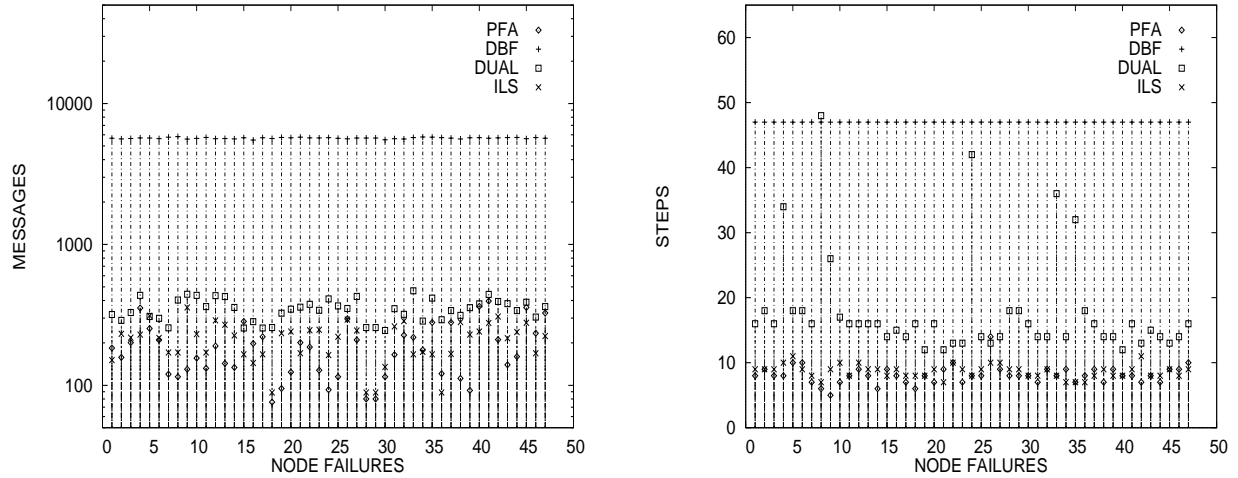 PFA
DBF
DUAL
ILS
10000
1000
100
MESSAGES
0 5 10 15 20 25 30 35 40 45 50
NODE FAILURES
PFA
DBF
DUAL
ILS
60
50
40
30
20
10
0
STEPS
0 5 10 15 20 25 30 35 40 45 50
NODE FAILURES